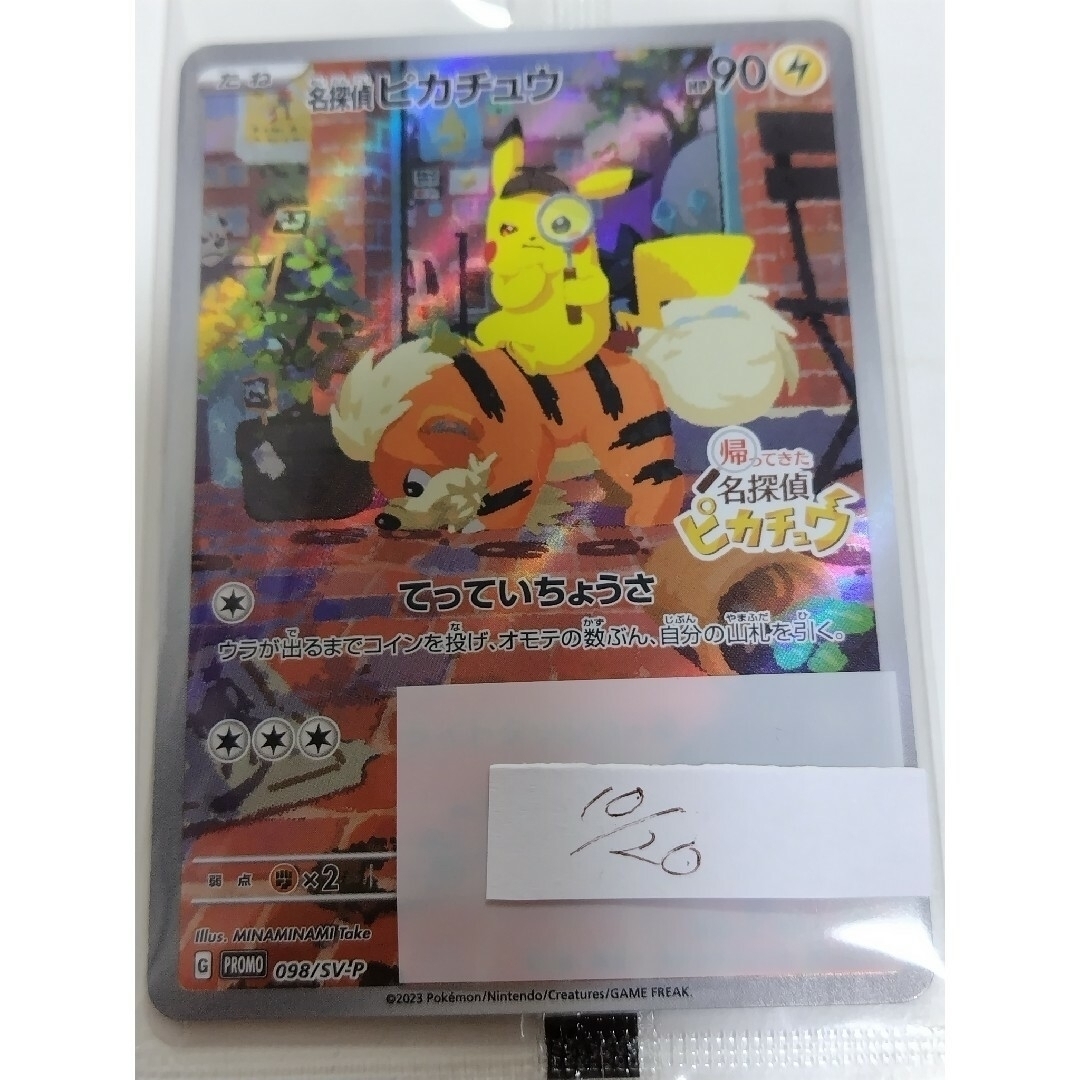 たね 名探偵ピカチュウ HP90
帰ってきた
名探偵
ピカチュウ
てっていちょうさ
ウラが出るまでコインを投げ、オモテの数ぶん、自分の山札を引く。
10/20
弱点 ×2
Illus. MINAMINAMI Take
G PROMO 098/SV-P
©2023 Pokémon/Nintendo/Creatures/GAME FREAK.